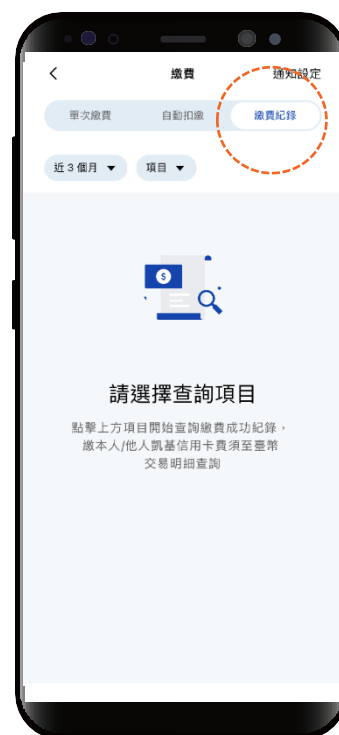 繳費
通知設定
單次繳費
自動扣繳
繳費紀錄
近 3 個月 ▼
項目 ▼
$
請選擇查詢項目
點擊上方項目開始查詢繳費成功紀錄，
繳本人/他人凱基信用卡費須至臺幣
交易明細查詢